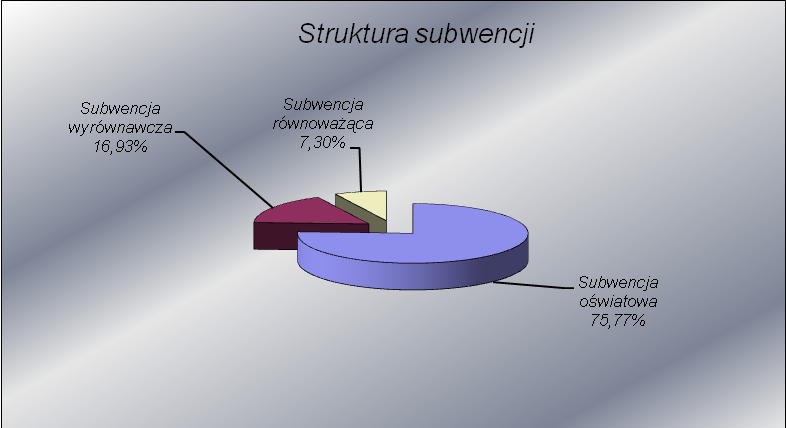 Struktura subwencji
Subwencja
wyrównawcza
16,93%
Subwencja
równoważąca
7,30%
Subwencja
oświatowa
75,77%